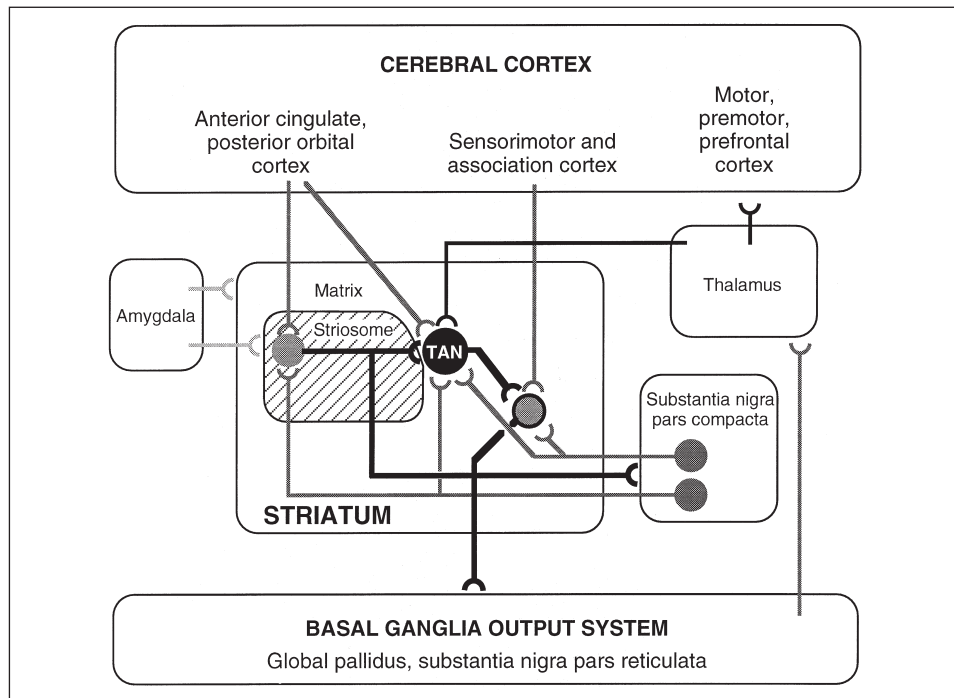 CEREBRAL CORTEX
Anterior cingulate,
posterior orbital
cortex
Sensorimotor and
association cortex
Motor,
premotor,
prefrontal
cortex
Amygdala
Matrix
Striosome
TAN
Thalamus
Substantia nigra
pars compacta
STRIATUM
BASAL GANGLIA OUTPUT SYSTEM
Global pallidus, substantia nigra pars reticulata